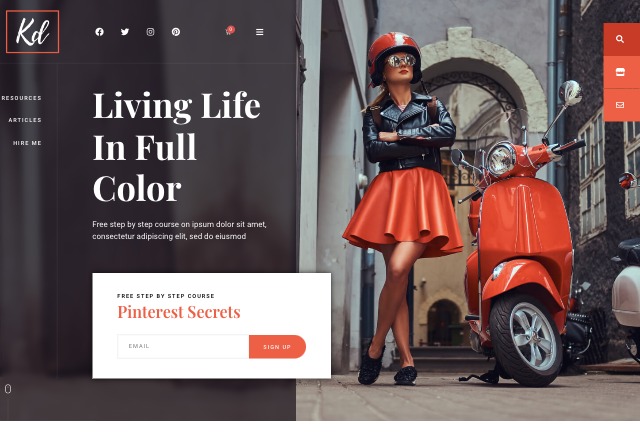 Kd
0
RESOURCES
ARTICLES
HIRE ME
Living Life
In Full
Color
Free step by step course on ipsum dolor sit amet,
consectetur adipiscing elit, sed do eiusmod
FREE STEP BY STEP COURSE
Pinterest Secrets
EMAIL
SIGN UP
0